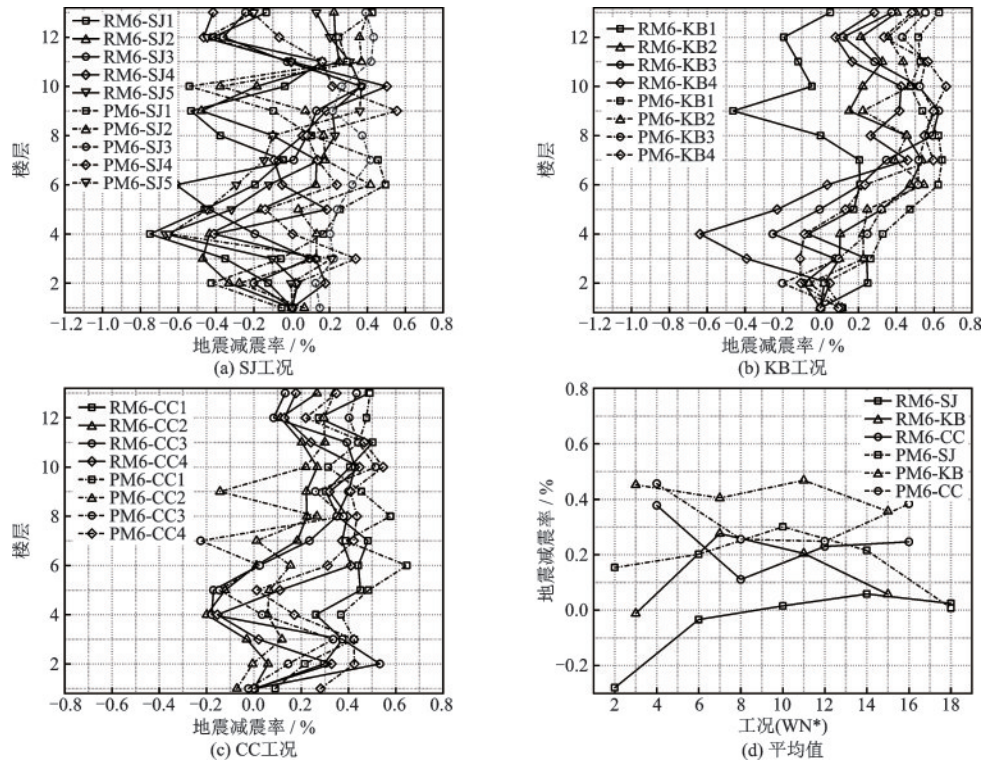 RM6-SJ1
RM6-SJ2
RM6-SJ3
RM6-SJ4
RM6-SJ5
PM6-SJ1
PM6-SJ2
PM6-SJ3
PM6-SJ4
PM6-SJ5
12
10
8
6
4
2
楼层
−1.2 −1.0 −0.8 −0.6 −0.4 −0.2 0.0 0.2 0.4 0.6 0.8
地震减震率 / %
(a) SJ工况
RM6-KB1
RM6-KB2
RM6-KB3
RM6-KB4
PM6-KB1
PM6-KB2
PM6-KB3
PM6-KB4
12
10
8
6
4
2
楼层
−1.2 −1.0 −0.8 −0.6 −0.4 −0.2 0.0 0.2 0.4 0.6 0.8
地震减震率 / %
(b) KB工况
RM6-CC1
RM6-CC2
RM6-CC3
RM6-CC4
PM6-CC1
PM6-CC2
PM6-CC3
PM6-CC4
12
10
8
6
4
2
楼层
−0.8 −0.6 −0.4 −0.2 0.0 0.2 0.4 0.6 0.8
地震减震率 / %
(c) CC工况
RM6-SJ
RM6-KB
RM6-CC
PM6-SJ
PM6-KB
PM6-CC
0.8
0.6
0.4
0.2
0.0
−0.2
地震减震率 / %
2 4 6 8 10 12 14 16 18
工况(WN*)
(d) 平均值